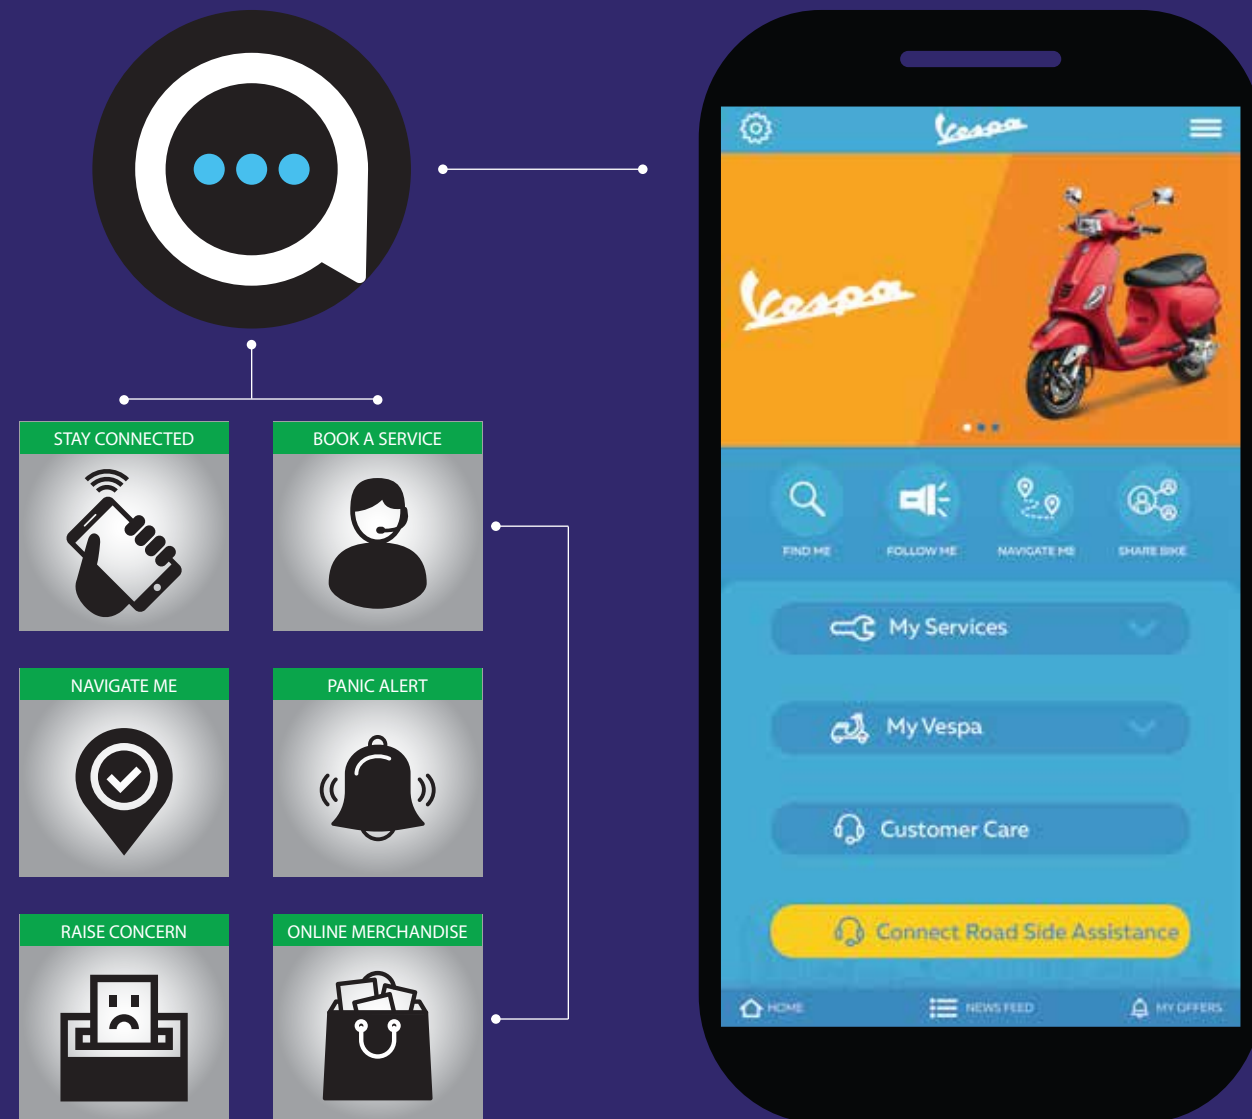 STAY CONNECTED
BOOK A SERVICE
NAVIGATE ME
PANIC ALERT
RAISE CONCERN
ONLINE MERCHANDISE
Vespa
Vespa
FIND ME
FOLLOW ME
NAVIGATE ME
SHARE BIKE
My Services
My Vespa
Customer Care
Connect Road Side Assistance
HOME
NEWS FEED
MY OFFERS